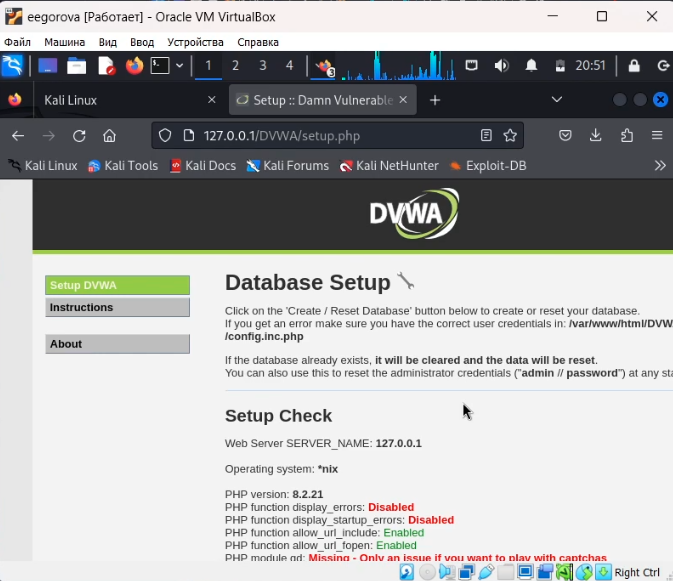 eegorova [Работает] - Oracle VM VirtualBox
Файл Машина Вид Ввод Устройства Справка
1 2 3 4 3 20:51
Kali Linux Setup :: Damn Vulnerable
127.0.0.1/DVWA/setup.php
Kali Linux Kali Tools Kali Docs Kali Forums Kali NetHunter Exploit-DB
DVWA
Setup DVWA
Instructions
About
Database Setup
Click on the 'Create / Reset Database' button below to create or reset your database.
If you get an error make sure you have the correct user credentials in: /var/www/html/DVWA
/config.inc.php
If the database already exists, it will be cleared and the data will be reset.
You can also use this to reset the administrator credentials ("admin // password") at any sta
Setup Check
Web Server SERVER_NAME: 127.0.0.1
Operating system: *nix
PHP version: 8.2.21
PHP function display_errors: Disabled
PHP function display_startup_errors: Disabled
PHP function allow_url_include: Enabled
PHP function allow_url_fopen: Enabled
PHP module gd: Missing - Only an issue if you want to play with captchas
Right Ctrl